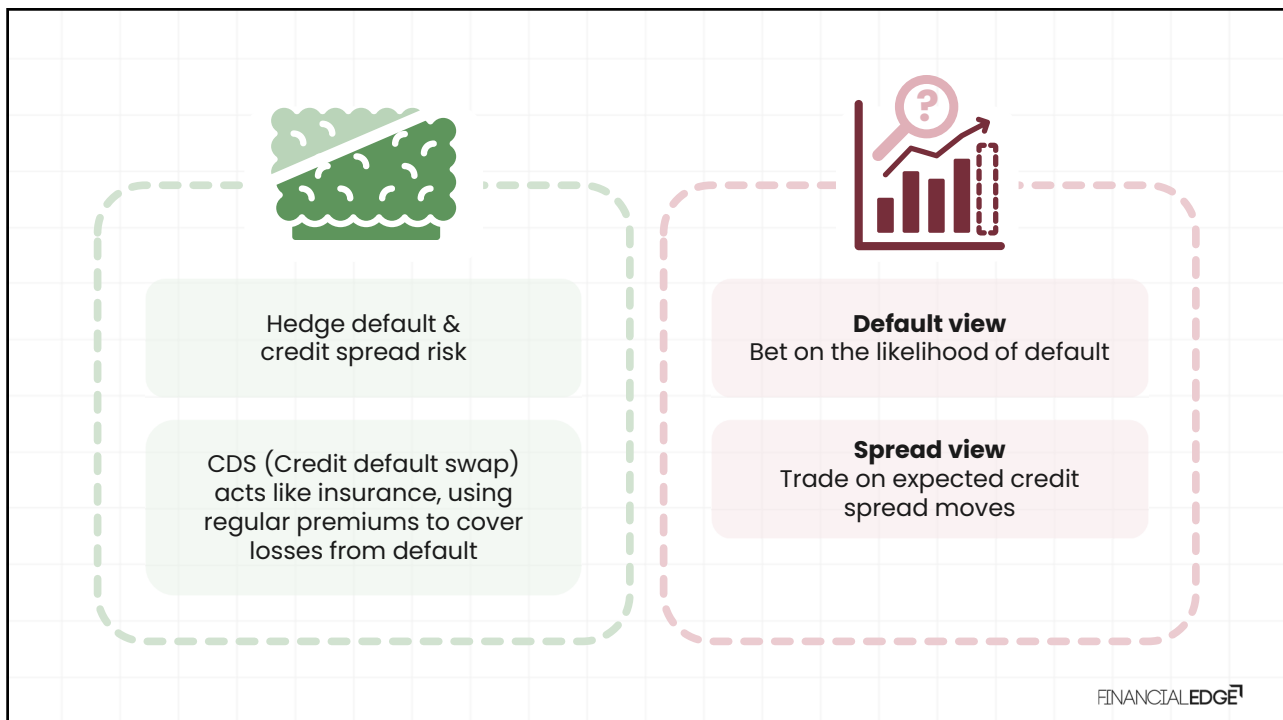 ?
Hedge default &
credit spread risk
CDS (Credit default swap)
acts like insurance, using
regular premiums to cover
losses from default
Default view
Bet on the likelihood of default
Spread view
Trade on expected credit
spread moves
FINANCIALEDGE